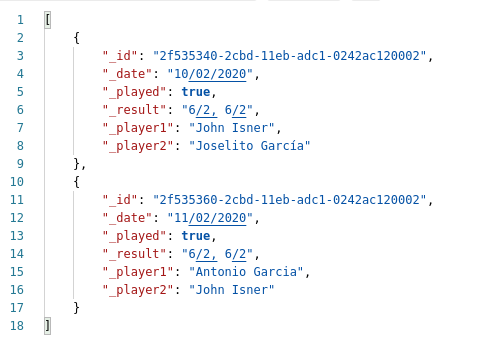 1 [
2 {
3 "_id": "2f535340-2cbd-11eb-adc1-0242ac120002",
4 "_date": "10/02/2020",
5 "_played": true,
6 "_result": "6/2, 6/2",
7 "_player1": "John Isner",
8 "_player2": "Joselito García"
9 },
10 {
11 "_id": "2f535360-2cbd-11eb-adc1-0242ac120002",
12 "_date": "11/02/2020",
13 "_played": true,
14 "_result": "6/2, 6/2",
15 "_player1": "Antonio Garcia",
16 "_player2": "John Isner"
17 }
18 ]